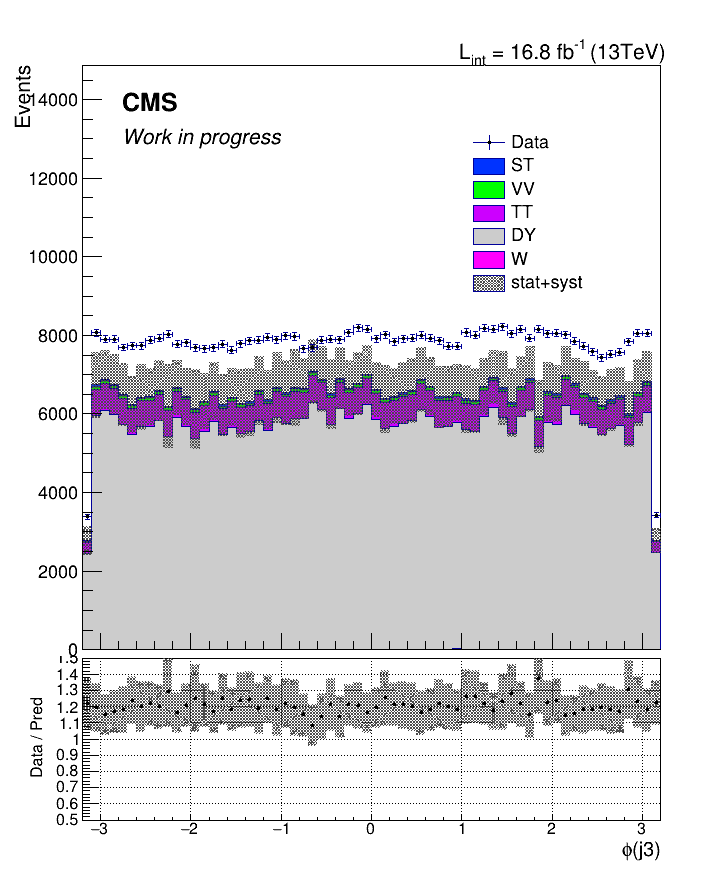 L_int = 16.8 fb^-1 (13TeV)
Events
14000
12000
10000
8000
6000
4000
2000
0
CMS
Work in progress
Data
ST
VV
TT
DY
W
stat+syst
Data / Pred
1.5
1.4
1.3
1.2
1.1
1
0.9
0.8
0.7
0.6
0.5
−3 −2 −1 0 1 2 3
ϕ(j3)